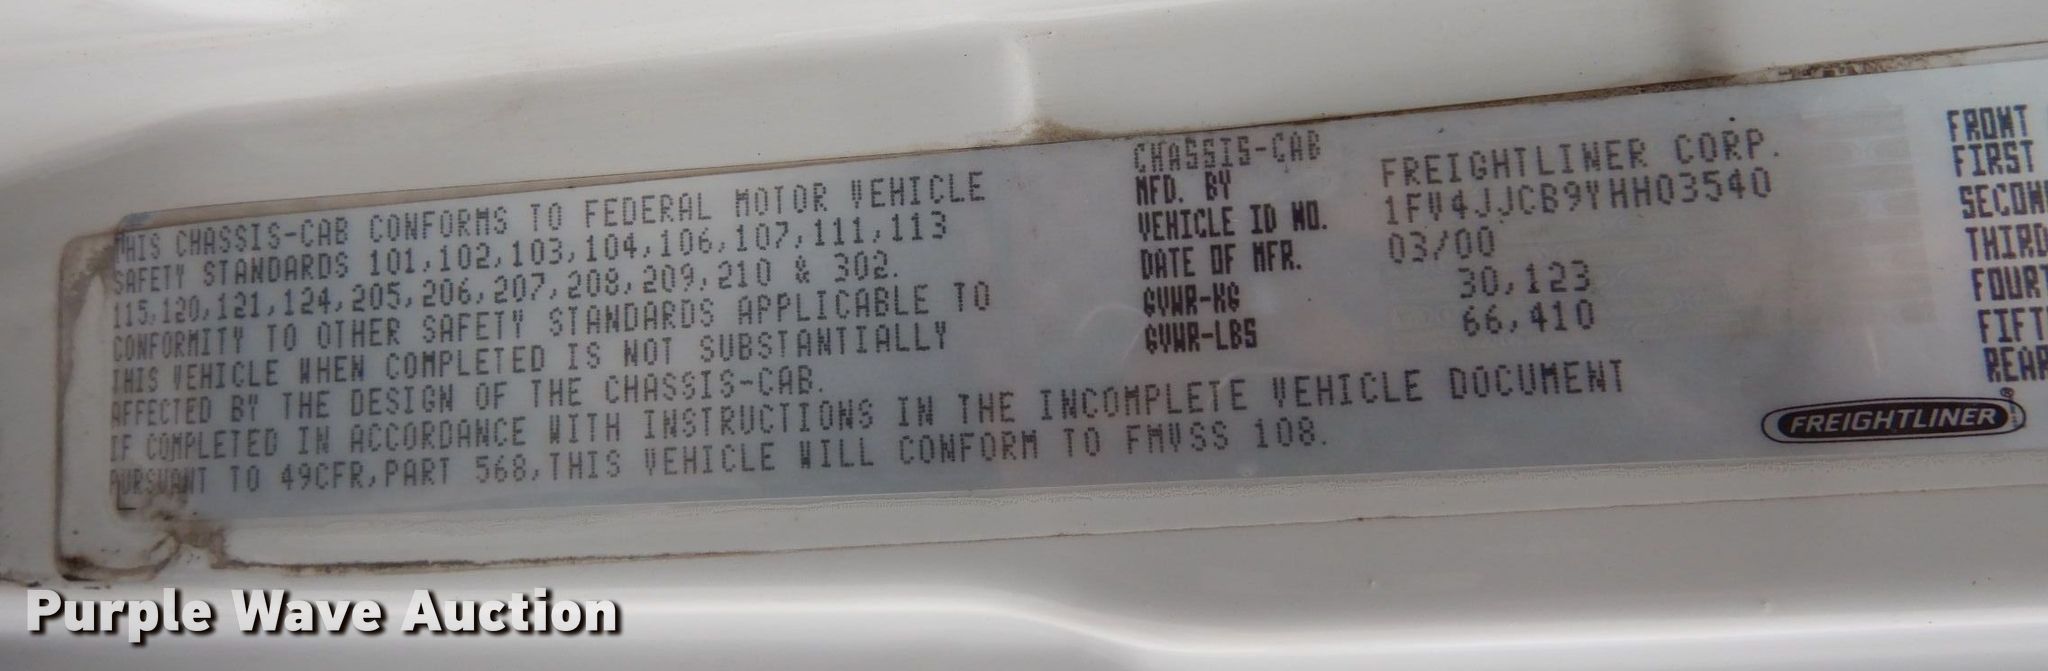 THIS CHASSIS-CAB CONFORMS TO FEDERAL MOTOR VEHICLE
SAFETY STANDARDS 101,102,103,104,106,107,111,113
115,120,121,124,205,206,207,208,209,210 & 302.
CONFORMITY TO OTHER SAFETY STANDARDS APPLICABLE TO
THIS VEHICLE WHEN COMPLETED IS NOT SUBSTANTIALLY
AFFECTED BY THE DESIGN OF THE CHASSIS-CAB.
IF COMPLETED IN ACCORDANCE WITH INSTRUCTIONS IN THE INCOMPLETE VEHICLE DOCUMENT
PURSUANT TO 49CFR,PART 568,THIS VEHICLE WILL CONFORM TO FMVSS 108.
CHASSIS-CAB
MFD. BY FREIGHTLINER CORP.
VEHICLE ID NO. 1FV4JJCB9YHH03540
DATE OF MFR. 03/00
GVWR-KG 30,123
GVWR-LBS 66,410
FRONT
FIRST
SECON
THIRD
FOURT
FIFT
REAR
FREIGHTLINER
Purple Wave Auction